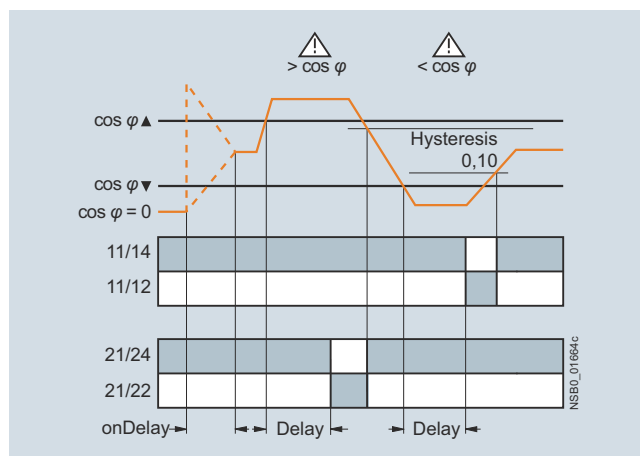 > cos φ
< cos φ
cos φ▲
Hysteresis
0,10
cos φ▼
cos φ = 0
11/14
11/12
21/24
21/22
onDelay
Delay
Delay
NSB0_01664c